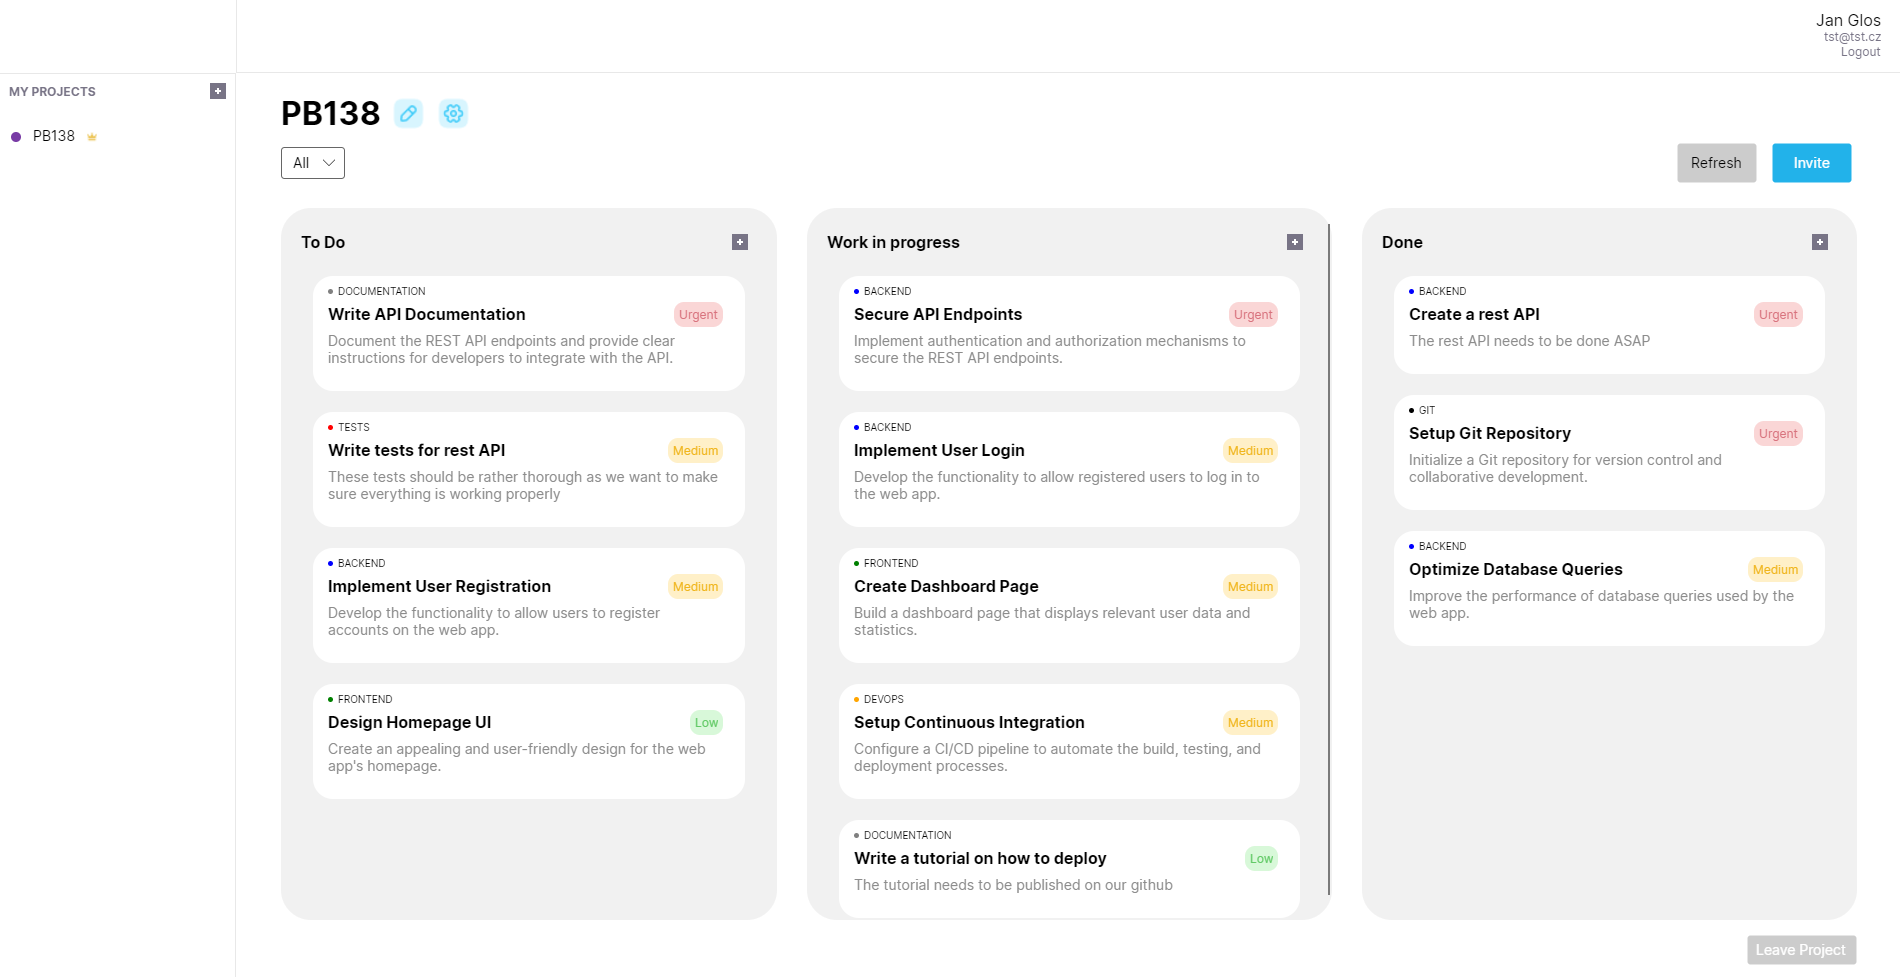 Jan Glos
tst@tst.cz
Logout
MY PROJECTS
PB138
PB138
All
Refresh
Invite
To Do
DOCUMENTATION
Write API Documentation
Urgent
Document the REST API endpoints and provide clear
instructions for developers to integrate with the API.
TESTS
Write tests for rest API
Medium
These tests should be rather thorough as we want to make
sure everything is working properly
BACKEND
Implement User Registration
Medium
Develop the functionality to allow users to register
accounts on the web app.
FRONTEND
Design Homepage UI
Low
Create an appealing and user-friendly design for the web
app's homepage.
Work in progress
BACKEND
Secure API Endpoints
Urgent
Implement authentication and authorization mechanisms to
secure the REST API endpoints.
BACKEND
Implement User Login
Medium
Develop the functionality to allow registered users to log in to
the web app.
FRONTEND
Create Dashboard Page
Medium
Build a dashboard page that displays relevant user data and
statistics.
DEVOPS
Setup Continuous Integration
Medium
Configure a CI/CD pipeline to automate the build, testing, and
deployment processes.
DOCUMENTATION
Write a tutorial on how to deploy
Low
The tutorial needs to be published on our github
Done
BACKEND
Create a rest API
Urgent
The rest API needs to be done ASAP
GIT
Setup Git Repository
Urgent
Initialize a Git repository for version control and
collaborative development.
BACKEND
Optimize Database Queries
Medium
Improve the performance of database queries used by the
web app.
Leave Project